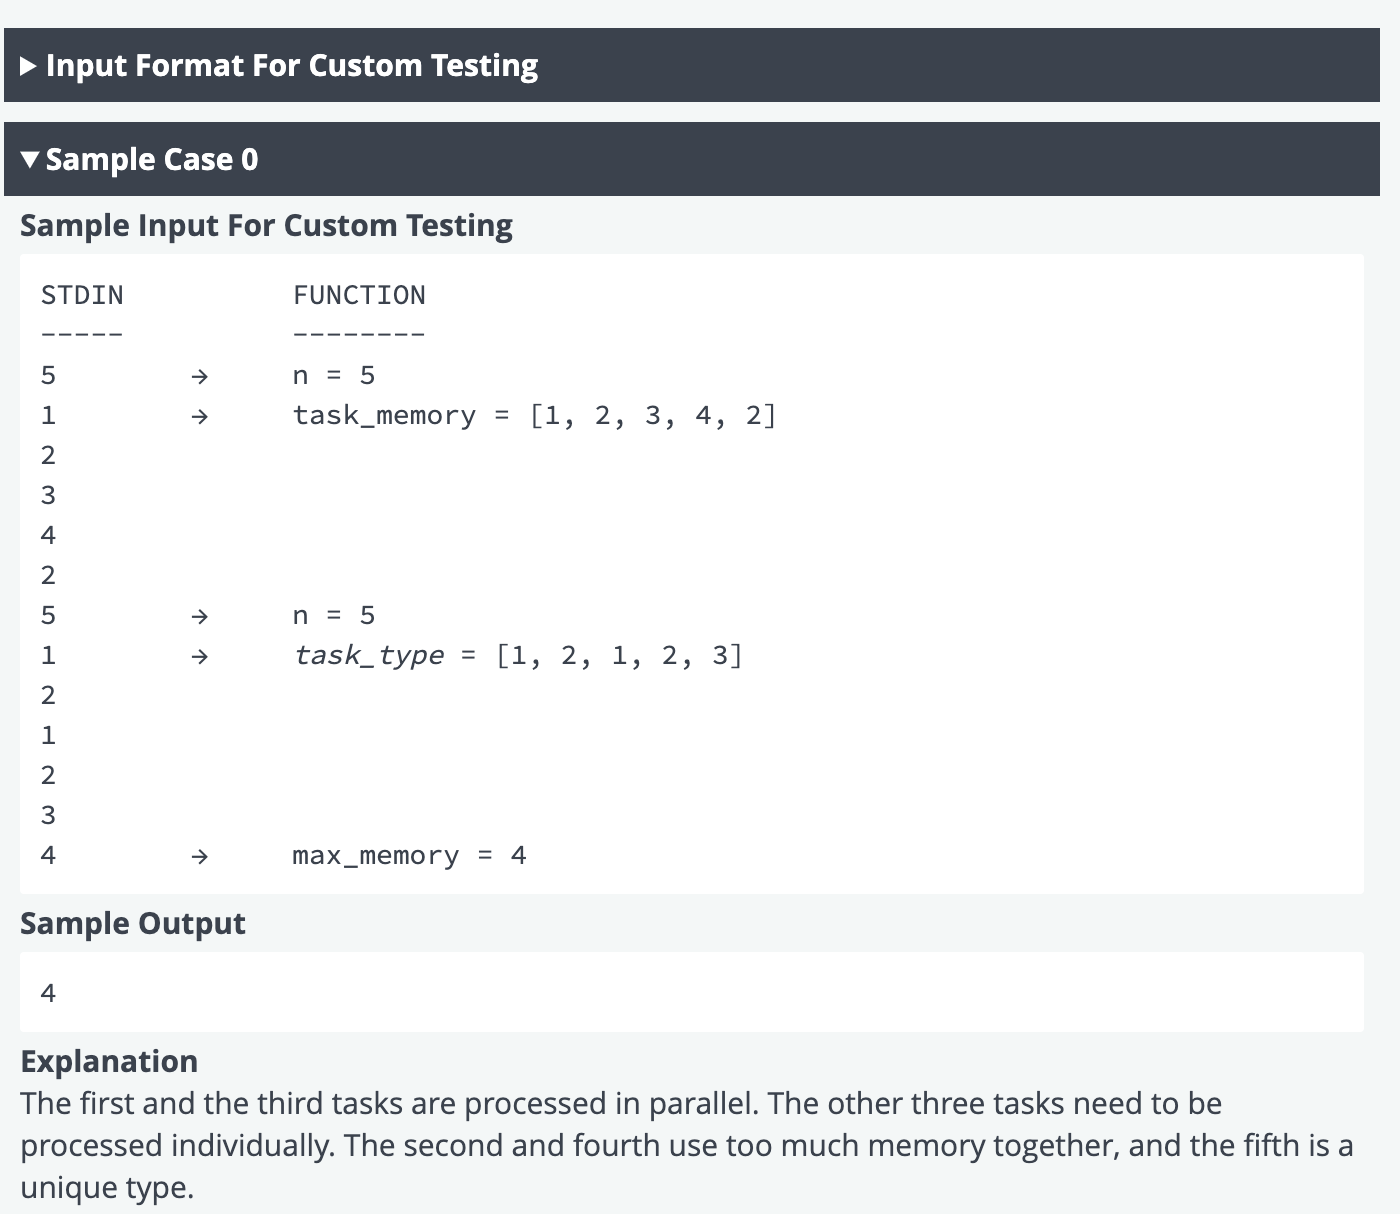 ▶ Input Format For Custom Testing
▼ Sample Case 0
Sample Input For Custom Testing
STDIN FUNCTION
----- --------
5 → n = 5
1 → task_memory = [1, 2, 3, 4, 2]
2
3
4
2
5 → n = 5
1 → task_type = [1, 2, 1, 2, 3]
2
1
2
3
4 → max_memory = 4
Sample Output
4
Explanation
The first and the third tasks are processed in parallel. The other three tasks need to be
processed individually. The second and fourth use too much memory together, and the fifth is a
unique type.